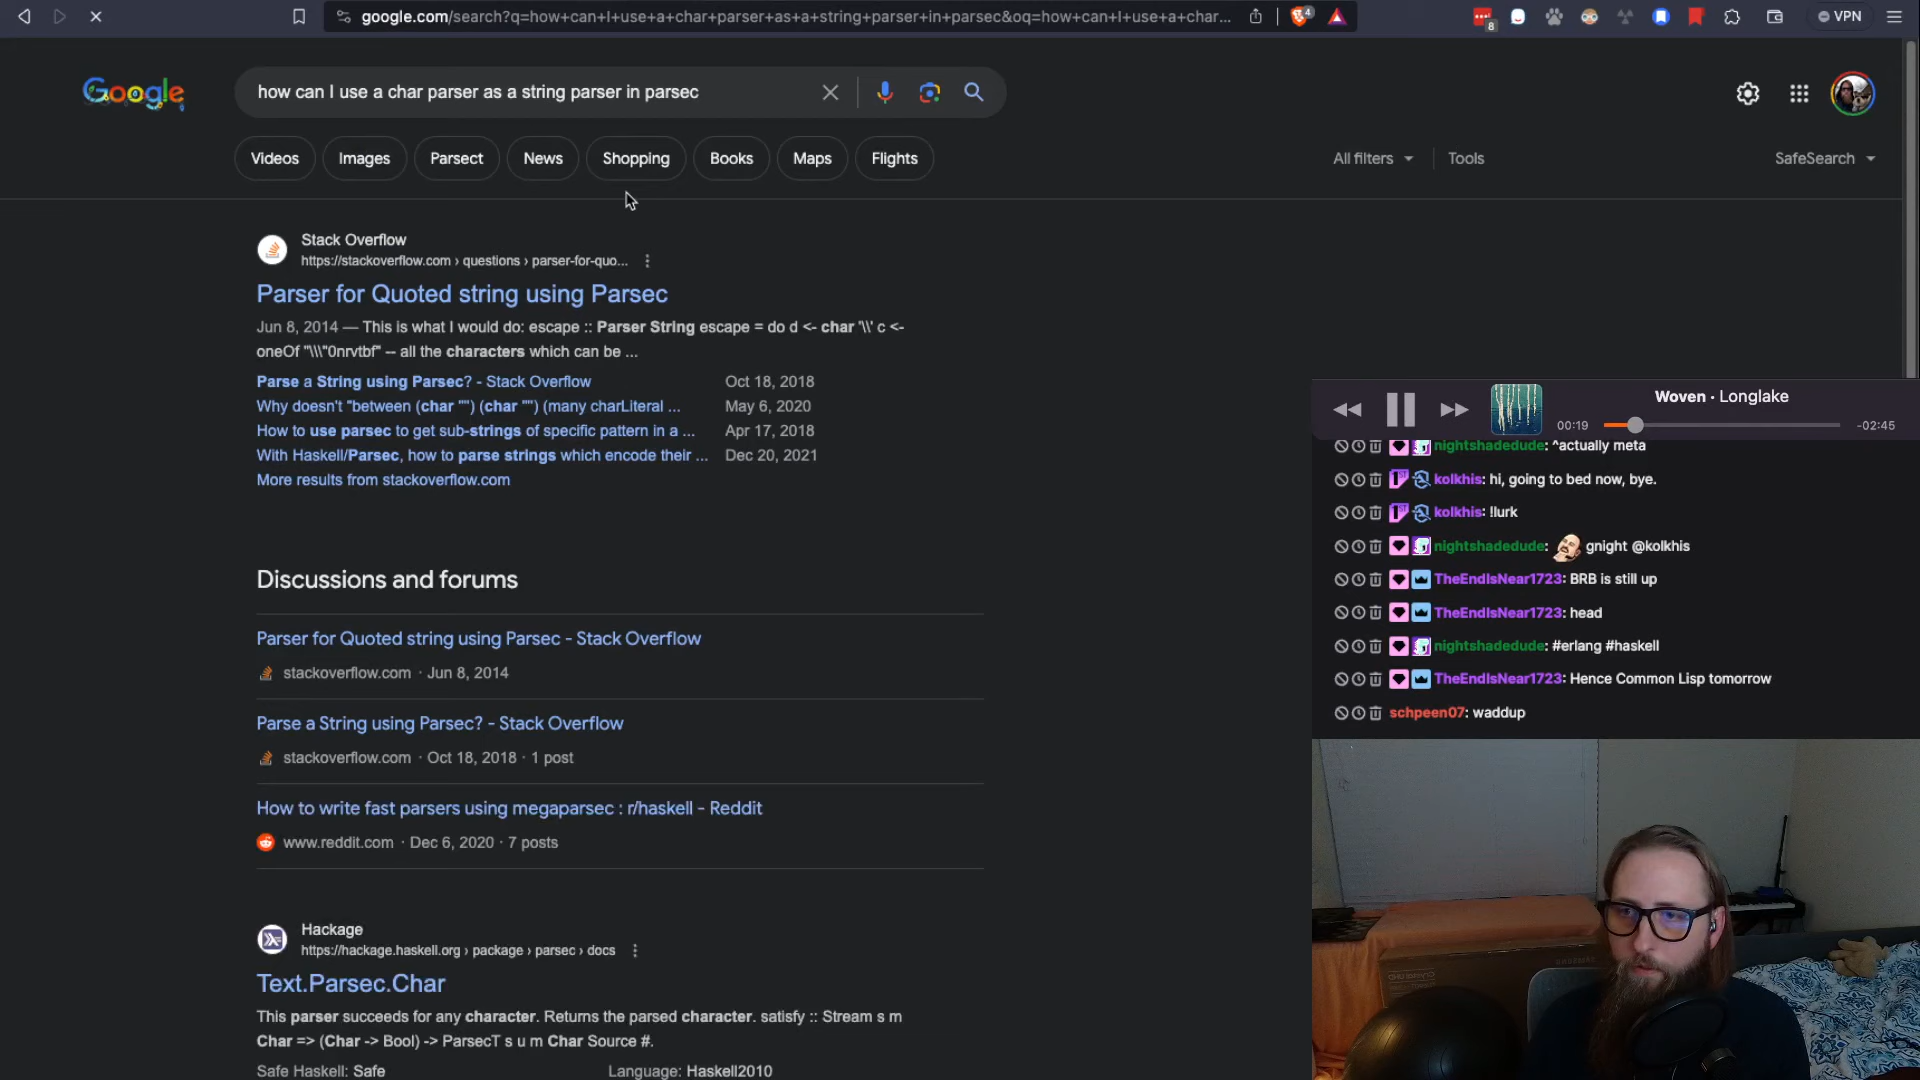 google.com/search?q=how+can+I+use+a+char+parser+as+a+string+parser+in+parsec&oq=how+can+I+use+a+char...
4
8
VPN
Google
how can I use a char parser as a string parser in parsec
Videos
Images
Parsect
News
Shopping
Books
Maps
Flights
All filters
Tools
SafeSearch
Stack Overflow
https://stackoverflow.com › questions › parser-for-quo...
Parser for Quoted string using Parsec
Jun 8, 2014 — This is what I would do: escape :: Parser String escape = do d <- char '\\' c <-
oneOf "\\\"0nrvtbf" -- all the characters which can be ...
Parse a String using Parsec? - Stack Overflow
Oct 18, 2018
Why doesn't "between (char '"') (char '"') (many charLiteral ...
May 6, 2020
How to use parsec to get sub-strings of specific pattern in a ...
Apr 17, 2018
With Haskell/Parsec, how to parse strings which encode their ...
Dec 20, 2021
More results from stackoverflow.com
Discussions and forums
Parser for Quoted string using Parsec - Stack Overflow
stackoverflow.com · Jun 8, 2014
Parse a String using Parsec? - Stack Overflow
stackoverflow.com · Oct 18, 2018 · 1 post
How to write fast parsers using megaparsec : r/haskell - Reddit
www.reddit.com · Dec 6, 2020 · 7 posts
Hackage
https://hackage.haskell.org › package › parsec › docs
Text.Parsec.Char
This parser succeeds for any character. Returns the parsed character. satisfy :: Stream s m
Char => (Char -> Bool) -> ParsecT s u m Char Source #.
Safe Haskell: Safe
Language: Haskell2010
Woven · Longlake
00:19
-02:45
nightshadedude: ^actually meta
kolkhis: hi, going to bed now, bye.
kolkhis: !lurk
nightshadedude: gnight @kolkhis
TheEndIsNear1723: BRB is still up
TheEndIsNear1723: head
nightshadedude: #erlang #haskell
TheEndIsNear1723: Hence Common Lisp tomorrow
schpeen07: waddup